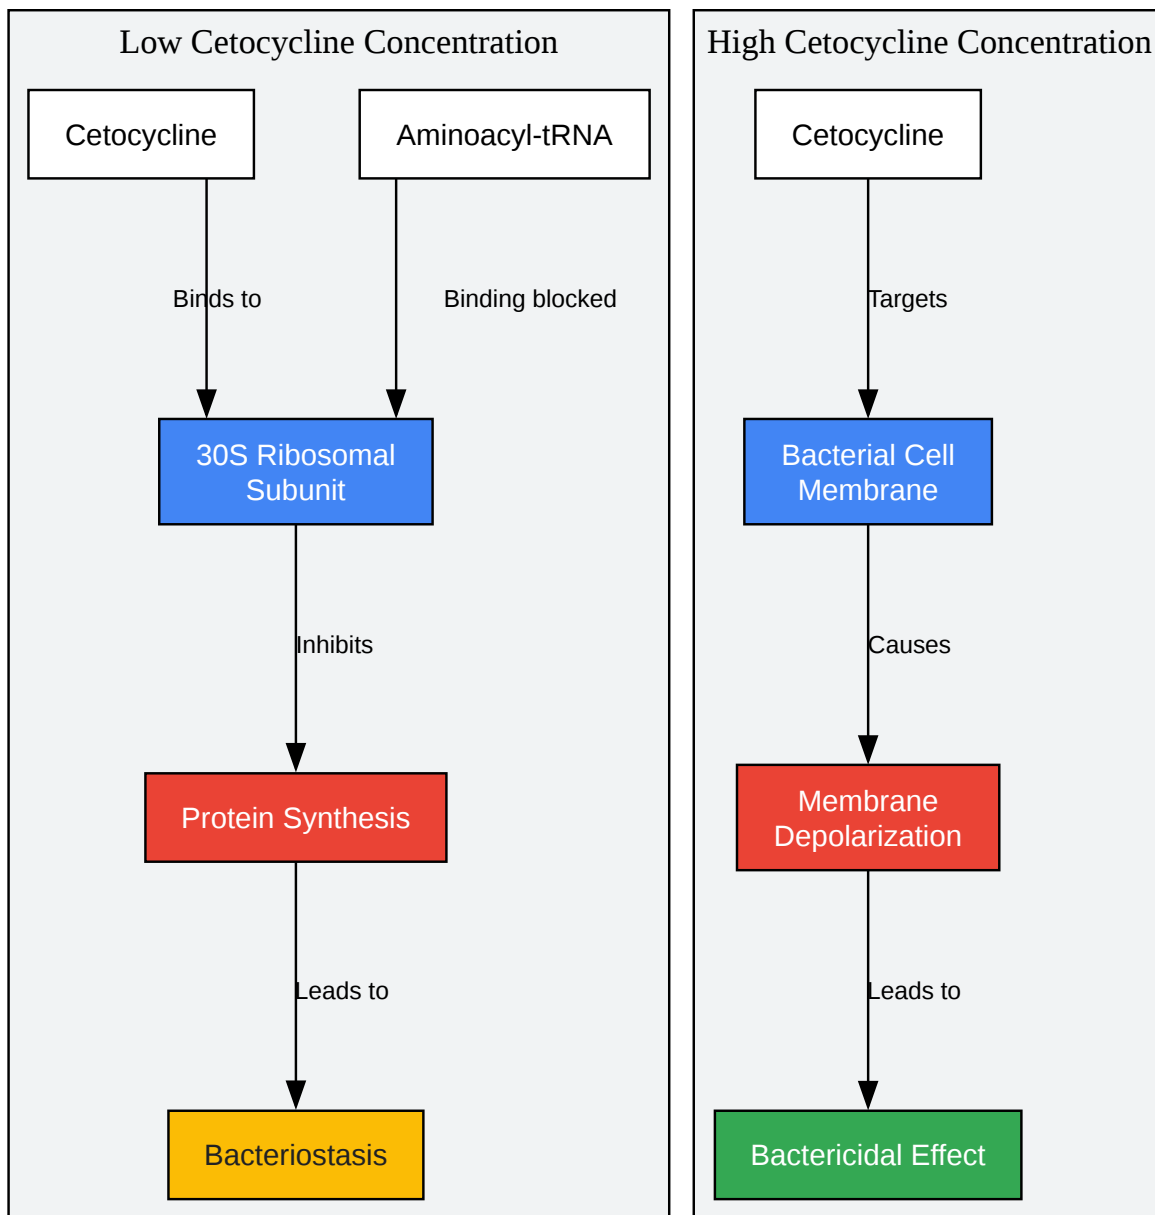 Low Cetocycline Concentration
Cetocycline
Aminoacyl-tRNA
Binds to
Binding blocked
30S Ribosomal
Subunit
Inhibits
Protein Synthesis
Leads to
Bacteriostasis
High Cetocycline Concentration
Cetocycline
Targets
Bacterial Cell
Membrane
Causes
Membrane
Depolarization
Leads to
Bactericidal Effect